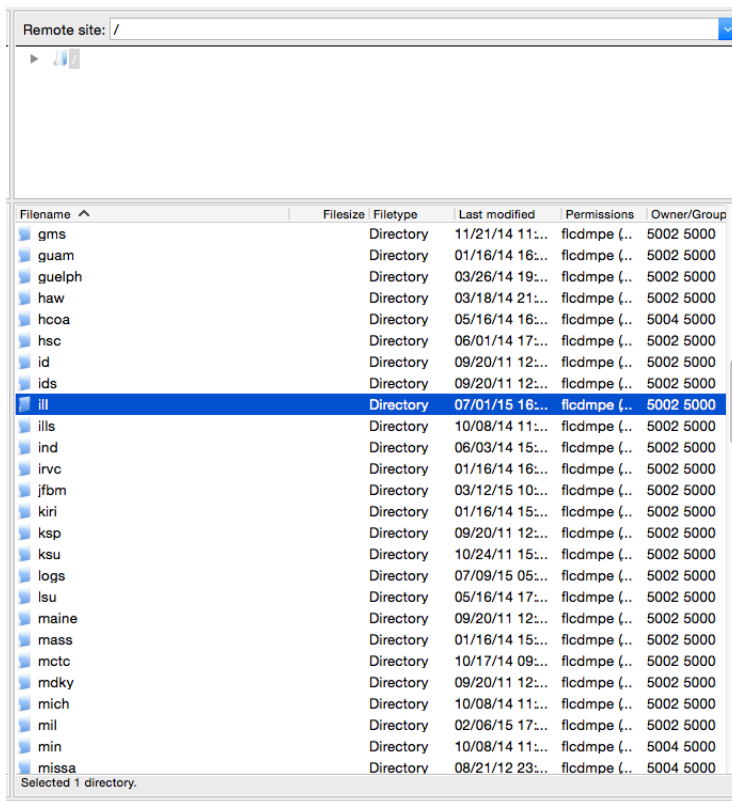 Remote site: /
/
Filename Filesize Filetype Last modified Permissions Owner/Group
gms Directory 11/21/14 11:... flcdmpe (... 5002 5000
guam Directory 01/16/14 16:... flcdmpe (... 5002 5000
guelph Directory 03/26/14 19:... flcdmpe (... 5002 5000
haw Directory 03/18/14 21:... flcdmpe (... 5002 5000
hcoa Directory 05/16/14 16:... flcdmpe (... 5004 5000
hsc Directory 06/01/14 17:... flcdmpe (... 5002 5000
id Directory 09/20/11 12:... flcdmpe (... 5002 5000
ids Directory 09/20/11 12:... flcdmpe (... 5002 5000
ill Directory 07/01/15 16:... flcdmpe (... 5002 5000
ills Directory 10/08/14 11:... flcdmpe (... 5002 5000
ind Directory 06/03/14 15:... flcdmpe (... 5002 5000
irvc Directory 01/16/14 16:... flcdmpe (... 5002 5000
jfbm Directory 03/12/15 10:... flcdmpe (... 5002 5000
kiri Directory 01/16/14 15:... flcdmpe (... 5002 5000
ksp Directory 09/20/11 12:... flcdmpe (... 5002 5000
ksu Directory 10/24/11 15:... flcdmpe (... 5002 5000
logs Directory 07/09/15 05:... flcdmpe (... 5002 5000
lsu Directory 05/16/14 17:... flcdmpe (... 5002 5000
maine Directory 09/20/11 12:... flcdmpe (... 5002 5000
mass Directory 01/16/14 15:... flcdmpe (... 5002 5000
mctc Directory 10/17/14 09:... flcdmpe (... 5002 5000
mdky Directory 09/20/11 12:... flcdmpe (... 5002 5000
mich Directory 10/08/14 11:... flcdmpe (... 5002 5000
mil Directory 02/06/15 17:... flcdmpe (... 5002 5000
min Directory 10/08/14 11:... flcdmpe (... 5004 5000
missa Directory 08/21/12 23:... flcdmpe (... 5004 5000
Selected 1 directory.